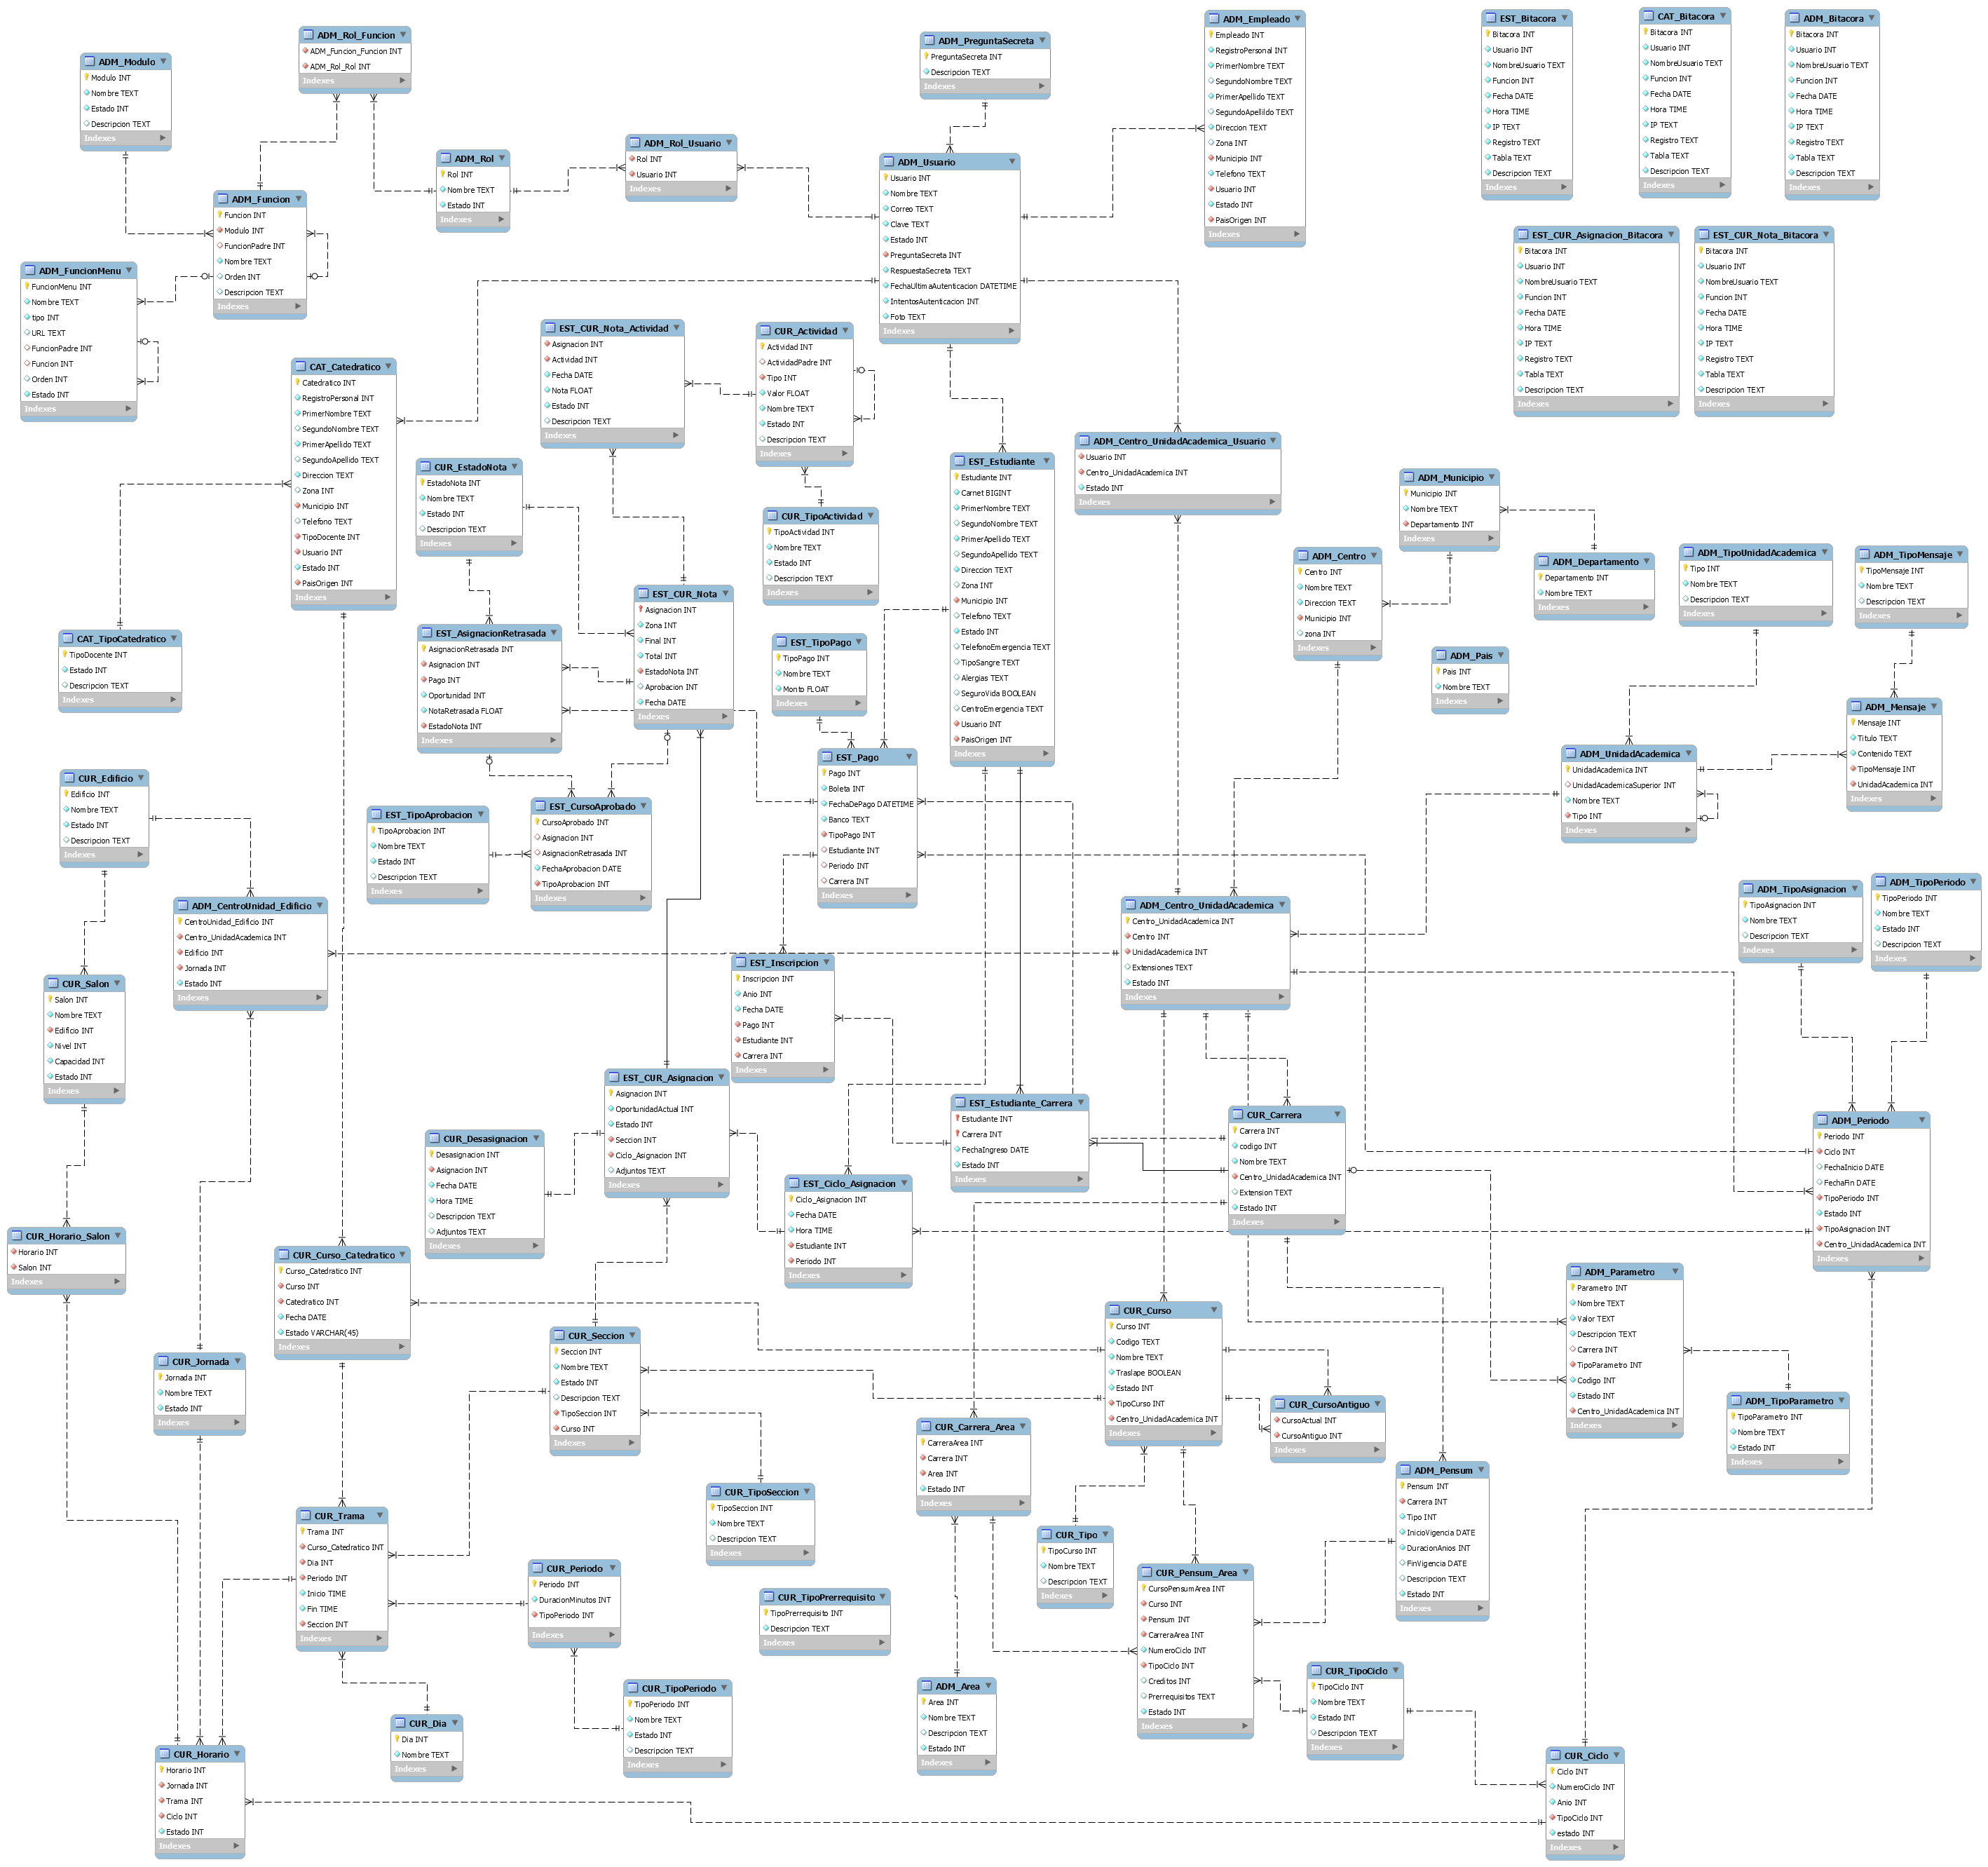 ADM_Modulo
Modulo INT
Nombre TEXT
Estado INT
Descripcion TEXT
Indexes
ADM_Rol_Funcion
ADM_Funcion_Funcion INT
ADM_Rol_Rol INT
Indexes
ADM_Rol
Rol INT
Nombre TEXT
Estado INT
Indexes
ADM_Rol_Usuario
Rol INT
Usuario INT
Indexes
ADM_PreguntaSecreta
PreguntaSecreta INT
Descripcion TEXT
Indexes
ADM_Usuario
Usuario INT
Nombre TEXT
Correo TEXT
Clave TEXT
Estado INT
PreguntaSecreta INT
RespuestaSecreta TEXT
FechaUltimaAutenticacion DATETIME
IntentosAutenticacion INT
Foto TEXT
Indexes
ADM_Empleado
Empleado INT
RegistroPersonal INT
PrimerNombre TEXT
SegundoNombre TEXT
PrimerApellido TEXT
SegundoApellildo TEXT
Direccion TEXT
Zona INT
Municipio INT
Telefono TEXT
Usuario INT
Estado INT
PaisOrigen INT
Indexes
EST_Bitacora
Bitacora INT
Usuario INT
NombreUsuario TEXT
Funcion INT
Fecha DATE
Hora TIME
IP TEXT
Registro TEXT
Tabla TEXT
Descripcion TEXT
Indexes
CAT_Bitacora
Bitacora INT
Usuario INT
NombreUsuario TEXT
Funcion INT
Fecha DATE
Hora TIME
IP TEXT
Registro TEXT
Tabla TEXT
Descripcion TEXT
Indexes
ADM_Bitacora
Bitacora INT
Usuario INT
NombreUsuario TEXT
Funcion INT
Fecha DATE
Hora TIME
IP TEXT
Registro TEXT
Tabla TEXT
Descripcion TEXT
Indexes
EST_CUR_Asignacion_Bitacora
Bitacora INT
Usuario INT
NombreUsuario TEXT
Funcion INT
Fecha DATE
Hora TIME
IP TEXT
Registro TEXT
Tabla TEXT
Descripcion TEXT
Indexes
EST_CUR_Nota_Bitacora
Bitacora INT
Usuario INT
NombreUsuario TEXT
Funcion INT
Fecha DATE
Hora TIME
IP TEXT
Registro TEXT
Tabla TEXT
Descripcion TEXT
Indexes
ADM_Funcion
Funcion INT
Modulo INT
FuncionPadre INT
Nombre TEXT
Orden INT
Descripcion TEXT
Indexes
ADM_FuncionMenu
FuncionMenu INT
Nombre TEXT
tipo INT
URL TEXT
FuncionPadre INT
Funcion INT
Orden INT
Estado INT
Indexes
CAT_Catedratico
Catedratico INT
RegistroPersonal INT
PrimerNombre TEXT
SegundoNombre TEXT
PrimerApellido TEXT
SegundoApellido TEXT
Direccion TEXT
Zona INT
Municipio INT
Telefono TEXT
TipoDocente INT
Usuario INT
Estado INT
PaisOrigen INT
Indexes
EST_CUR_Nota_Actividad
Asignacion INT
Actividad INT
Fecha DATE
Nota FLOAT
Estado INT
Descripcion TEXT
Indexes
CUR_Actividad
Actividad INT
ActividadPadre INT
Tipo INT
Valor FLOAT
Nombre TEXT
Estado INT
Descripcion TEXT
Indexes
CUR_EstadoNota
EstadoNota INT
Nombre TEXT
Estado INT
Descripcion TEXT
Indexes
CUR_TipoActividad
TipoActividad INT
Nombre TEXT
Estado INT
Descripcion TEXT
Indexes
EST_Estudiante
Estudiante INT
Carnet BIGINT
PrimerNombre TEXT
SegundoNombre TEXT
PrimerApellido TEXT
SegundoApellido TEXT
Direccion TEXT
Zona INT
Municipio INT
Telefono TEXT
Estado INT
TelefonoEmergencia TEXT
TipoSangre TEXT
Alergias TEXT
SeguroVida BOOLEAN
CentroEmergencia TEXT
Usuario INT
PaisOrigen INT
Indexes
ADM_Centro_UnidadAcademica_Usuario
Usuario INT
Centro_UnidadAcademica INT
Estado INT
Indexes
ADM_Municipio
Municipio INT
Nombre TEXT
Departamento INT
Indexes
ADM_Centro
Centro INT
Nombre TEXT
Direccion TEXT
Municipio INT
zona INT
Indexes
ADM_Departamento
Departamento INT
Nombre TEXT
Indexes
ADM_TipoUnidadAcademica
Tipo INT
Nombre TEXT
Descripcion TEXT
Indexes
ADM_TipoMensaje
TipoMensaje INT
Nombre TEXT
Descripcion TEXT
Indexes
ADM_Pais
Pais INT
Nombre TEXT
Indexes
ADM_Mensaje
Mensaje INT
Titulo TEXT
Contenido TEXT
TipoMensaje INT
UnidadAcademica INT
Indexes
ADM_UnidadAcademica
UnidadAcademica INT
UnidadAcademicaSuperior INT
Nombre TEXT
Tipo INT
Indexes
CAT_TipoCatedratico
TipoDocente INT
Estado INT
Descripcion TEXT
Indexes
EST_AsignacionRetrasada
AsignacionRetrasada INT
Asignacion INT
Pago INT
Oportunidad INT
NotaRetrasada FLOAT
EstadoNota INT
Indexes
EST_CUR_Nota
Asignacion INT
Zona INT
Final INT
Total INT
EstadoNota INT
Aprobacion INT
Fecha DATE
Indexes
EST_TipoPago
TipoPago INT
Nombre TEXT
Monto FLOAT
Indexes
EST_Pago
Pago INT
Boleta INT
FechaDePago DATETIME
Banco TEXT
TipoPago INT
Estudiante INT
Periodo INT
Carrera INT
Indexes
CUR_Edificio
Edificio INT
Nombre TEXT
Estado INT
Descripcion TEXT
Indexes
EST_TipoAprobacion
TipoAprobacion INT
Nombre TEXT
Estado INT
Descripcion TEXT
Indexes
EST_CursoAprobado
CursoAprobado INT
Asignacion INT
AsignacionRetrasada INT
FechaAprobacion DATE
TipoAprobacion INT
Indexes
ADM_CentroUnidad_Edificio
CentroUnidad_Edificio INT
Centro_UnidadAcademica INT
Edificio INT
Jornada INT
Estado INT
Indexes
ADM_Centro_UnidadAcademica
Centro_UnidadAcademica INT
Centro INT
UnidadAcademica INT
Extensiones TEXT
Estado INT
Indexes
ADM_TipoAsignacion
TipoAsignacion INT
Nombre TEXT
Descripcion TEXT
Indexes
ADM_TipoPeriodo
TipoPeriodo INT
Nombre TEXT
Estado INT
Descripcion TEXT
Indexes
CUR_Salon
Salon INT
Nombre TEXT
Edificio INT
Nivel INT
Capacidad INT
Estado INT
Indexes
EST_Inscripcion
Inscripcion INT
Anio INT
Fecha DATE
Pago INT
Estudiante INT
Carrera INT
Indexes
EST_CUR_Asignacion
Asignacion INT
OportunidadActual INT
Estado INT
Seccion INT
Ciclo_Asignacion INT
Adjuntos TEXT
Indexes
EST_Estudiante_Carrera
Estudiante INT
Carrera INT
FechaIngreso DATE
Estado INT
Indexes
CUR_Carrera
Carrera INT
codigo INT
Nombre TEXT
Centro_UnidadAcademica INT
Extension TEXT
Estado INT
Indexes
ADM_Periodo
Periodo INT
Ciclo INT
FechaInicio DATE
FechaFin DATE
TipoPeriodo INT
Estado INT
TipoAsignacion INT
Centro_UnidadAcademica INT
Indexes
CUR_Desasignacion
Desasignacion INT
Asignacion INT
Fecha DATE
Hora TIME
Descripcion TEXT
Adjuntos TEXT
Indexes
EST_Ciclo_Asignacion
Ciclo_Asignacion INT
Fecha DATE
Hora TIME
Estudiante INT
Periodo INT
Indexes
CUR_Horario_Salon
Horario INT
Salon INT
Indexes
CUR_Curso_Catedratico
Curso_Catedratico INT
Curso INT
Catedratico INT
Fecha DATE
Estado VARCHAR(45)
Indexes
ADM_Parametro
Parametro INT
Nombre TEXT
Valor TEXT
Descripcion TEXT
Carrera INT
TipoParametro INT
Codigo INT
Estado INT
Centro_UnidadAcademica INT
Indexes
CUR_Curso
Curso INT
Codigo TEXT
Nombre TEXT
Traslape BOOLEAN
Estado INT
TipoCurso INT
Centro_UnidadAcademica INT
Indexes
CUR_Seccion
Seccion INT
Nombre TEXT
Estado INT
Descripcion TEXT
TipoSeccion INT
Curso INT
Indexes
CUR_Jornada
Jornada INT
Nombre TEXT
Estado INT
Indexes
CUR_CursoAntiguo
CursoActual INT
CursoAntiguo INT
Indexes
ADM_TipoParametro
TipoParametro INT
Nombre TEXT
Estado INT
Indexes
CUR_Carrera_Area
CarreraArea INT
Carrera INT
Area INT
Estado INT
Indexes
ADM_Pensum
Pensum INT
Carrera INT
Tipo INT
InicioVigencia DATE
DuracionAnios INT
FinVigencia DATE
Descripcion TEXT
Estado INT
Indexes
CUR_TipoSeccion
TipoSeccion INT
Nombre TEXT
Descripcion TEXT
Indexes
CUR_Trama
Trama INT
Curso_Catedratico INT
Dia INT
Periodo INT
Inicio TIME
Fin TIME
Seccion INT
Indexes
CUR_Tipo
TipoCurso INT
Nombre TEXT
Descripcion TEXT
Indexes
CUR_Periodo
Periodo INT
DuracionMinutos INT
TipoPeriodo INT
Indexes
CUR_TipoPrerrequisito
TipoPrerrequisito INT
Descripcion TEXT
Indexes
CUR_Pensum_Area
CursoPensumArea INT
Curso INT
Pensum INT
CarreraArea INT
NumeroCiclo INT
TipoCiclo INT
Creditos INT
Prerrequisitos TEXT
Estado INT
Indexes
CUR_TipoPeriodo
TipoPeriodo INT
Nombre TEXT
Estado INT
Descripcion TEXT
Indexes
ADM_Area
Area INT
Nombre TEXT
Descripcion TEXT
Estado INT
Indexes
CUR_TipoCiclo
TipoCiclo INT
Nombre TEXT
Estado INT
Descripcion TEXT
Indexes
CUR_Dia
Dia INT
Nombre TEXT
Indexes
CUR_Horario
Horario INT
Jornada INT
Trama INT
Ciclo INT
Estado INT
Indexes
CUR_Ciclo
Ciclo INT
NumeroCiclo INT
Anio INT
TipoCiclo INT
estado INT
Indexes